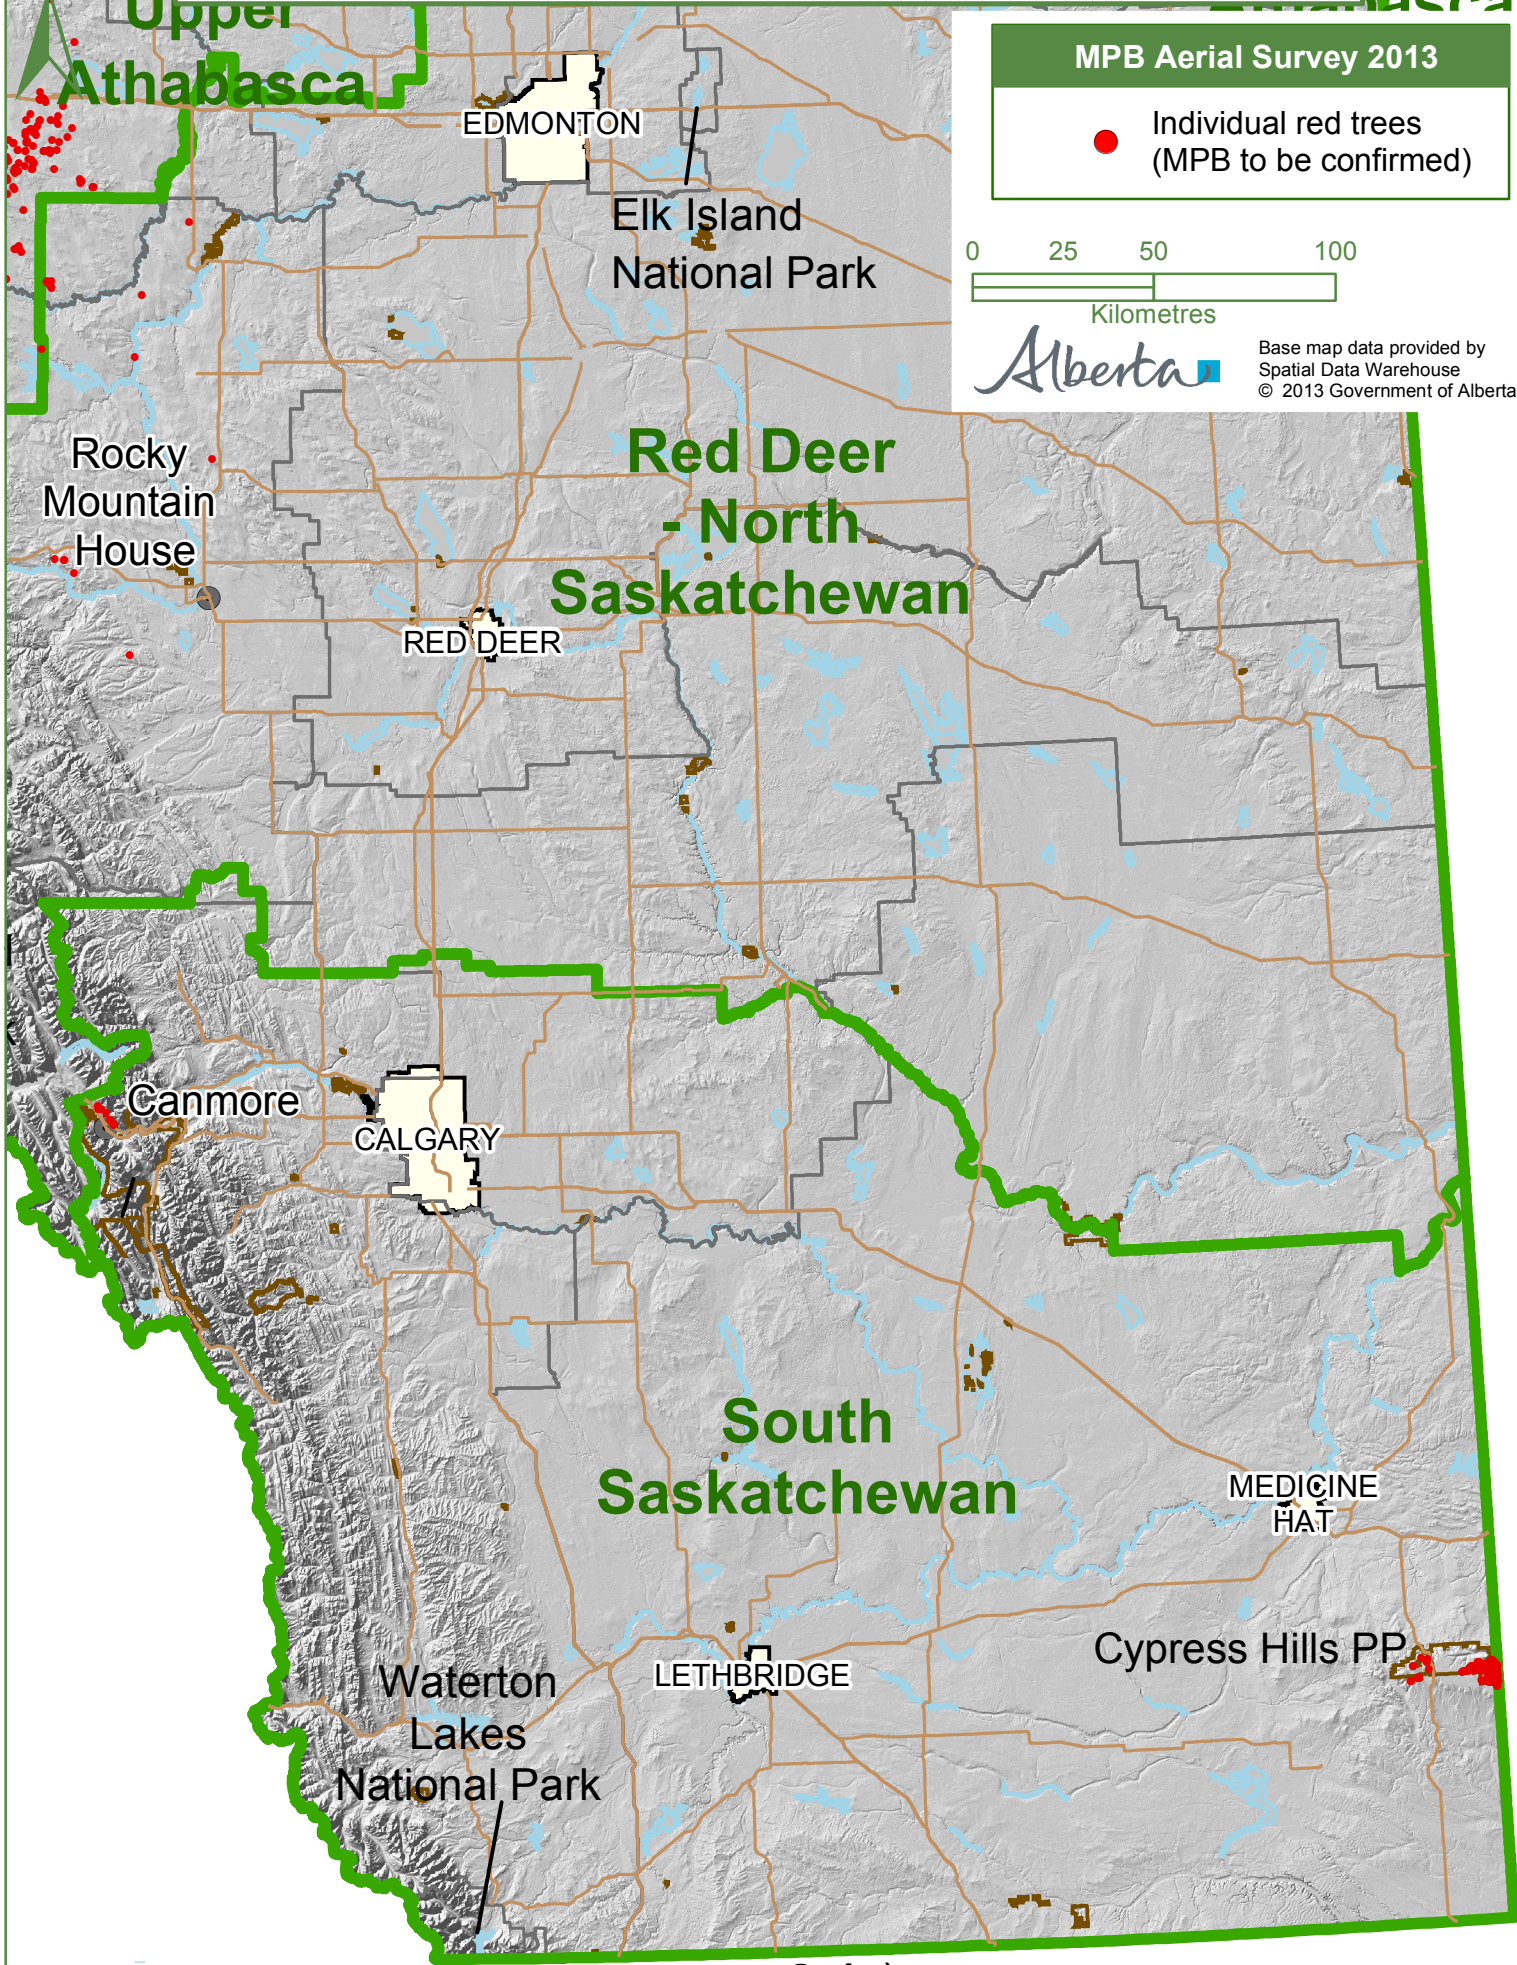 Upper
Athabasca
Athabasca
MPB Aerial Survey 2013
Individual red trees
(MPB to be confirmed)
0 25 50 100
Kilometres
Alberta
Base map data provided by
Spatial Data Warehouse
© 2013 Government of Alberta
EDMONTON
Elk Island
National Park
Rocky
Mountain
House
Red Deer
- North
Saskatchewan
RED DEER
Canmore
CALGARY
South
Saskatchewan
MEDICINE
HAT
Cypress Hills PP
LETHBRIDGE
Waterton
Lakes
National Park